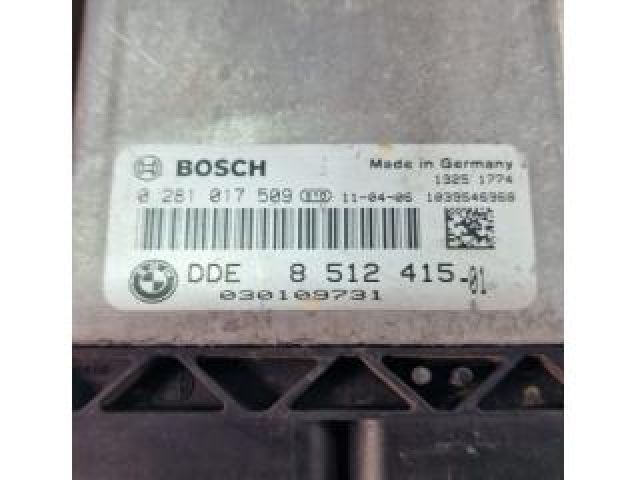 BOSCH Made in Germany
1325 1774
0 281 017 509 11-04-06 1039S46968
DDE 8 512 415-01
030109731